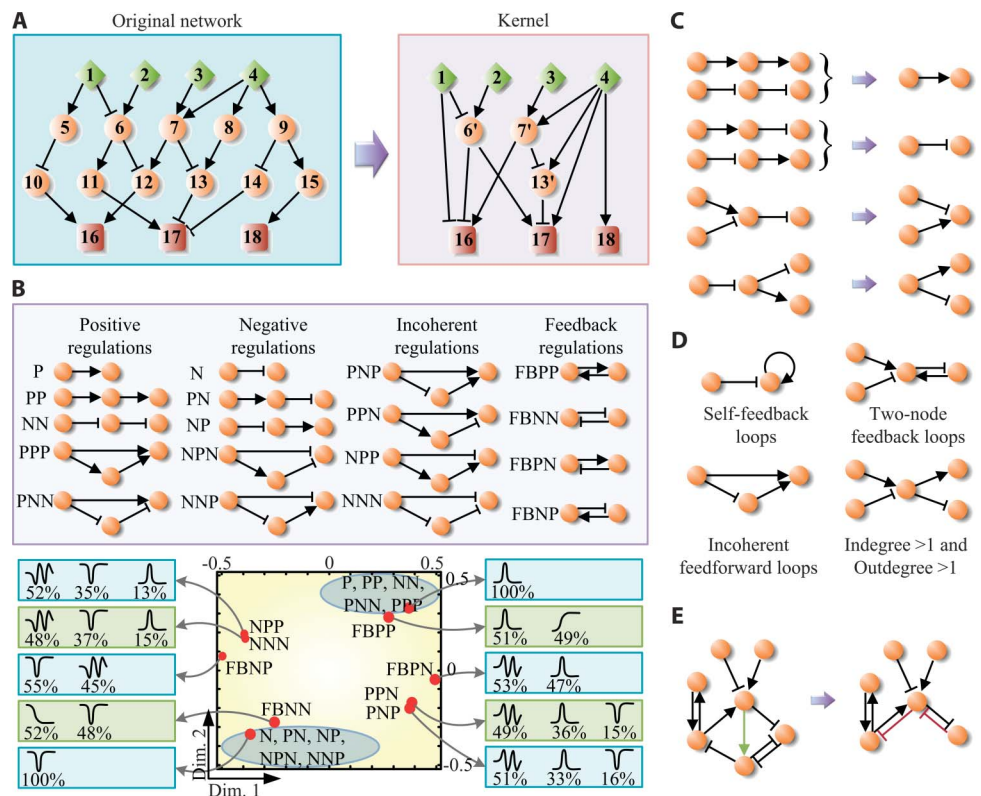 A
Original network
Kernel
1 2 3 4
5 6 7 8 9
10 11 12 13 14 15
16 17 18
1 2 3 4
6' 7'
13'
16 17 18
B
Positive regulations
P
PP
NN
PPP
PNN
Negative regulations
N
PN
NP
NPN
NNP
Incoherent regulations
PNP
PPN
NPP
NNN
Feedback regulations
FBPP
FBNN
FBPN
FBNP
52% 35% 13%
48% 37% 15%
55% 45%
52% 48%
100%
-0.5 0 0.5
0.5
0
-0.5
P, PP, NN,
PNN, PPP
FBPP
NPP
NNN
FBNP
FBPN
PPN
PNP
FBNN
N, PN, NP,
NPN, NNP
Dim. 2
Dim. 1
100%
51% 49%
53% 47%
49% 36% 15%
51% 33% 16%
C
D
Self-feedback
loops
Two-node
feedback loops
Incoherent
feedforward loops
Indegree >1 and
Outdegree >1
E